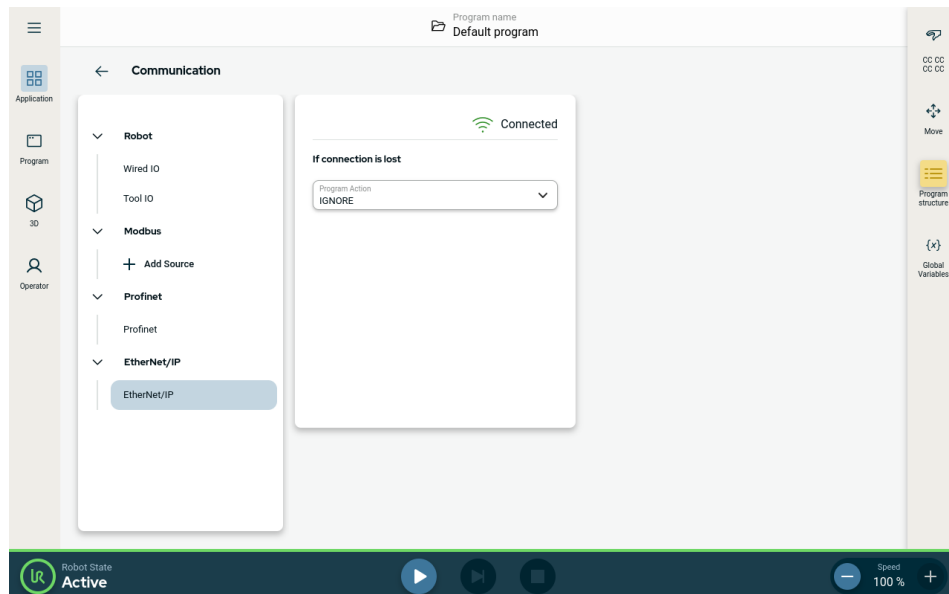 Program name
Default program
Application
Program
3D
Operator
Communication
Robot
Wired IO
Tool IO
Modbus
Add Source
Profinet
Profinet
EtherNet/IP
EtherNet/IP
Connected
If connection is lost
Program Action
IGNORE
CC CC
CC CC
Move
Program
structure
{x}
Global
Variables
UR
Robot State
Active
Speed
100 %